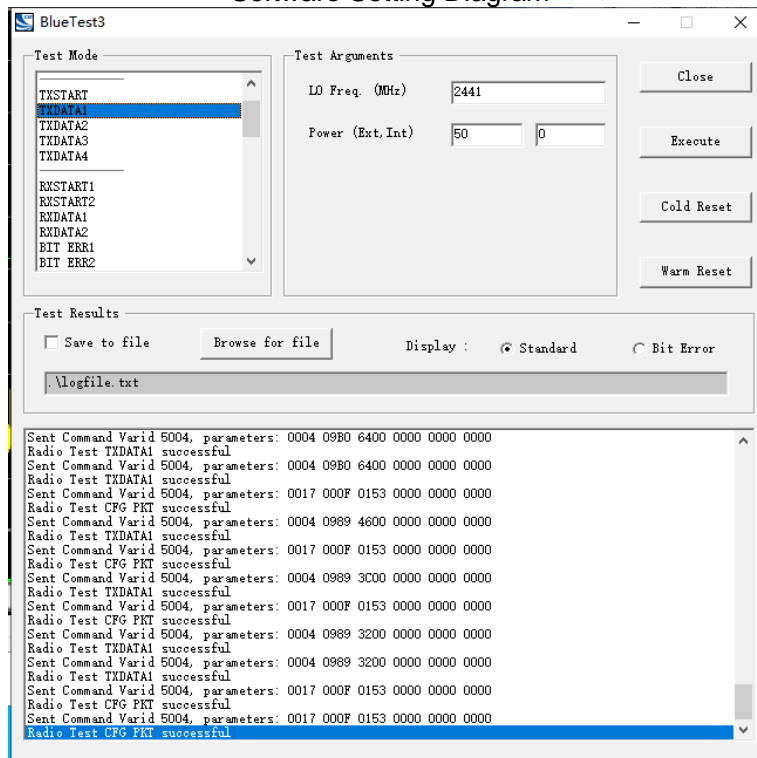 Software Setting Diagram
BlueTest3
Test Mode
TXSTART
TXDATA1
TXDATA2
TXDATA3
TXDATA4
RXSTART1
RXSTART2
RXDATA1
RXDATA2
BIT ERR1
BIT ERR2
Test Arguments
LO Freq. (MHz) 2441
Power (Ext,Int) 50 0
Close
Execute
Cold Reset
Warm Reset
Test Results
Save to file Browse for file Display : Standard Bit Error
.\logfile.txt
Sent Command Varid 5004, parameters: 0004 09B0 6400 0000 0000 0000
Radio Test TXDATA1 successful
Sent Command Varid 5004, parameters: 0004 09B0 6400 0000 0000 0000
Radio Test TXDATA1 successful
Sent Command Varid 5004, parameters: 0017 000F 0153 0000 0000 0000
Radio Test CFG PKT successful
Sent Command Varid 5004, parameters: 0004 0989 4600 0000 0000 0000
Radio Test TXDATA1 successful
Sent Command Varid 5004, parameters: 0017 000F 0153 0000 0000 0000
Radio Test CFG PKT successful
Sent Command Varid 5004, parameters: 0004 0989 3C00 0000 0000 0000
Radio Test TXDATA1 successful
Sent Command Varid 5004, parameters: 0017 000F 0153 0000 0000 0000
Radio Test CFG PKT successful
Sent Command Varid 5004, parameters: 0004 0989 3200 0000 0000 0000
Radio Test TXDATA1 successful
Sent Command Varid 5004, parameters: 0004 0989 3200 0000 0000 0000
Radio Test TXDATA1 successful
Sent Command Varid 5004, parameters: 0017 000F 0153 0000 0000 0000
Radio Test CFG PKT successful
Sent Command Varid 5004, parameters: 0017 000F 0153 0000 0000 0000
Radio Test CFG PKT successful